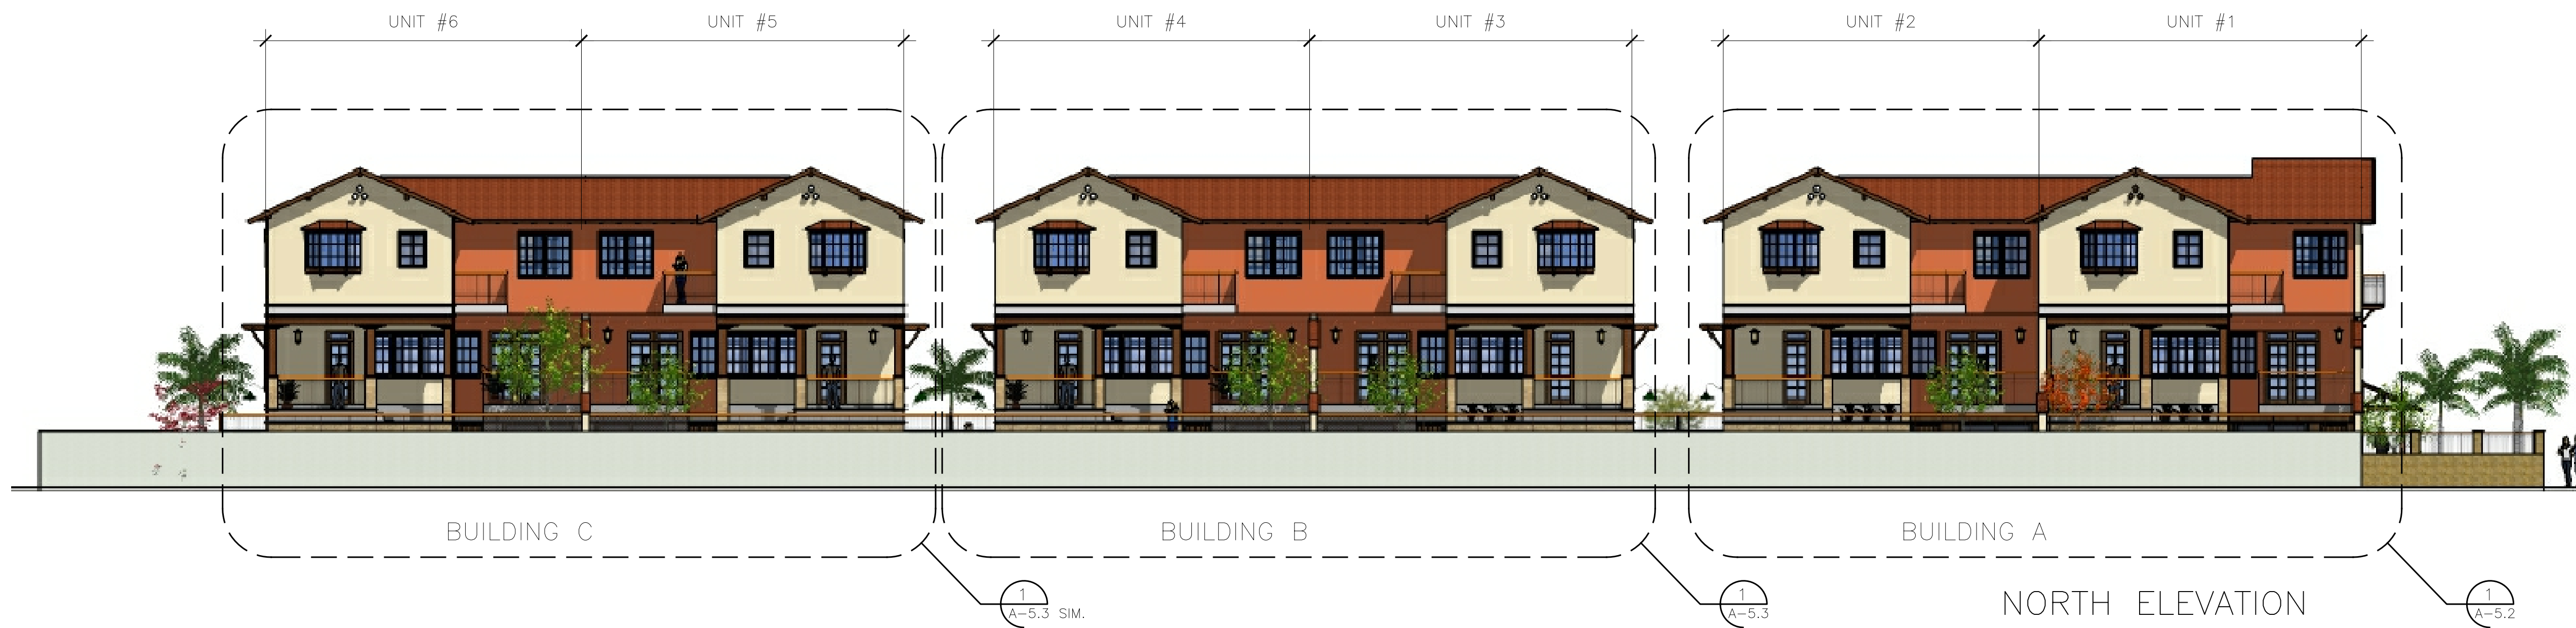 UNIT #6
UNIT #5
UNIT #4
UNIT #3
UNIT #2
UNIT #1
BUILDING C
BUILDING B
BUILDING A
1
A-5.3 SIM.
1
A-5.3
1
A-5.2
NORTH ELEVATION